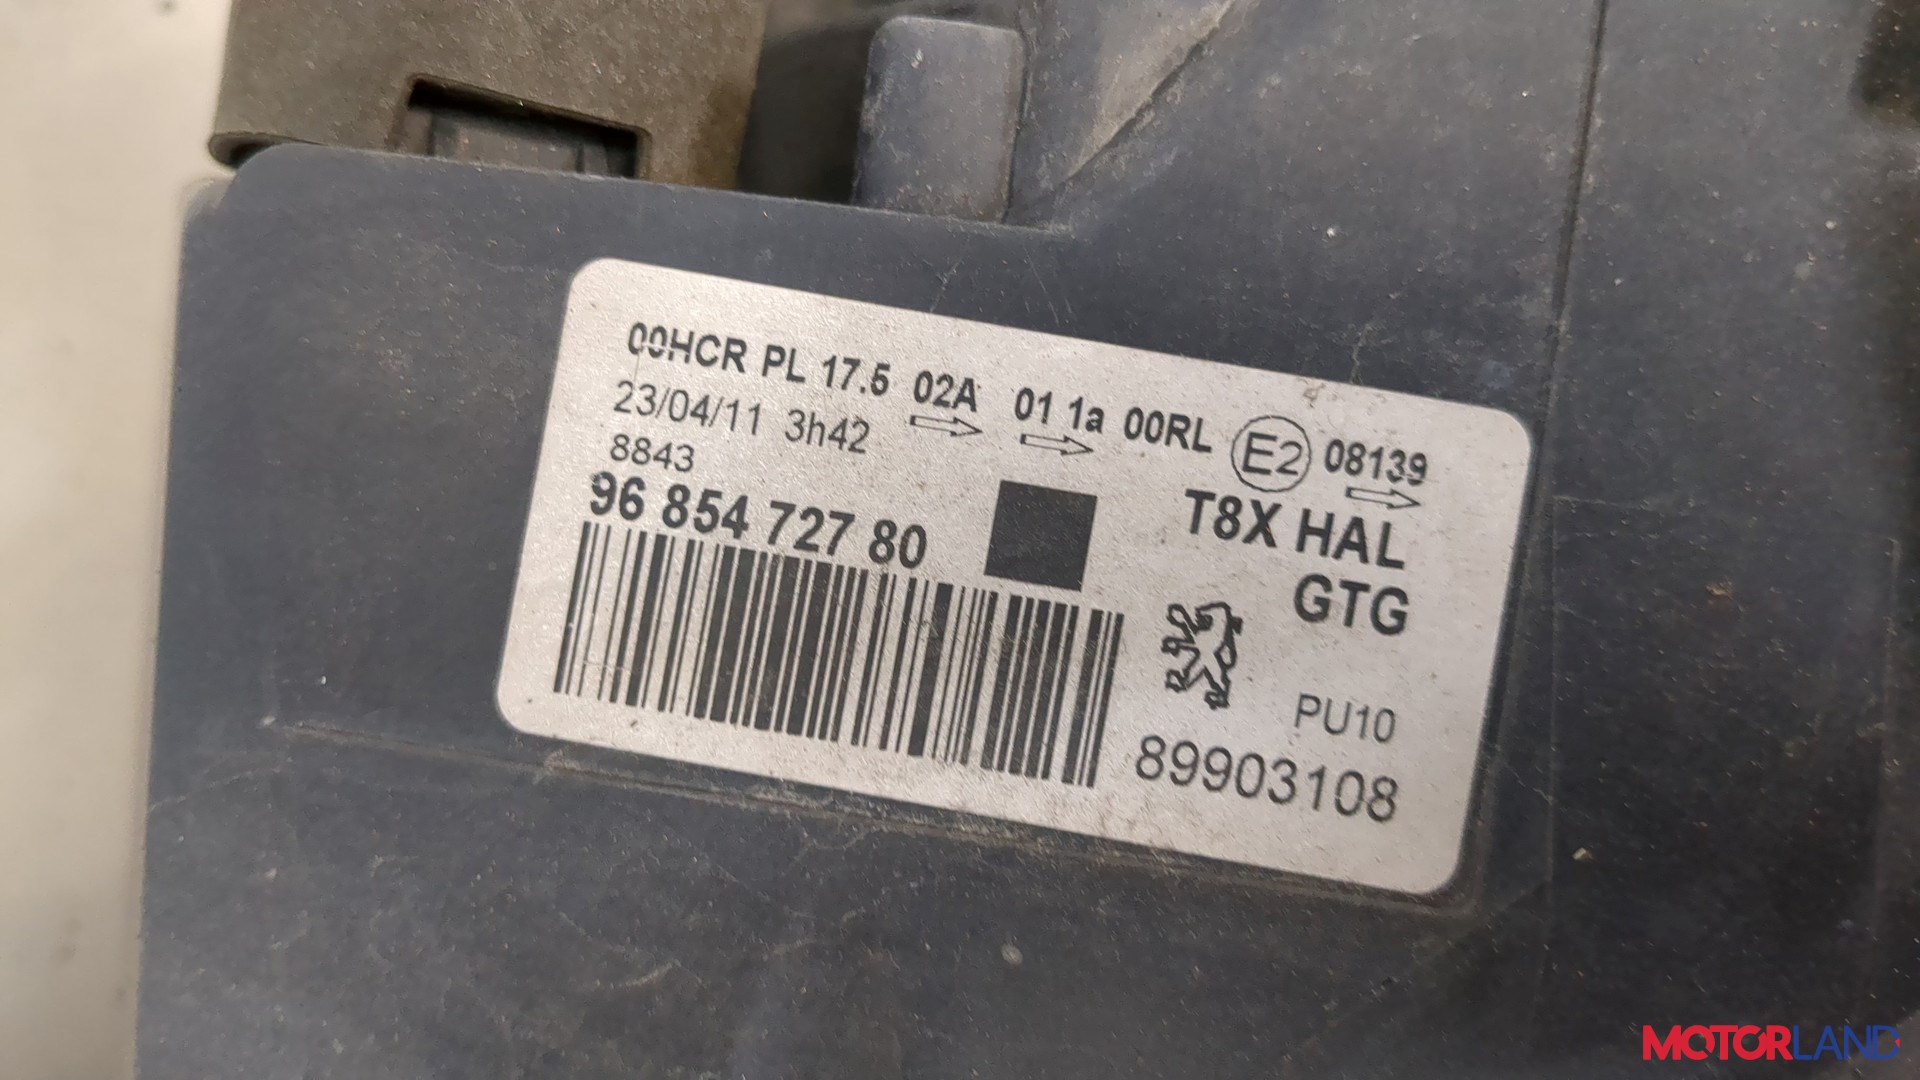 00HCR PL 17.5 02A 01 1a 00RL E2 08139
23/04/11 3h42
8843
96 854 727 80
T8X HAL
GTG
PU10
89903108
MOTORLAND